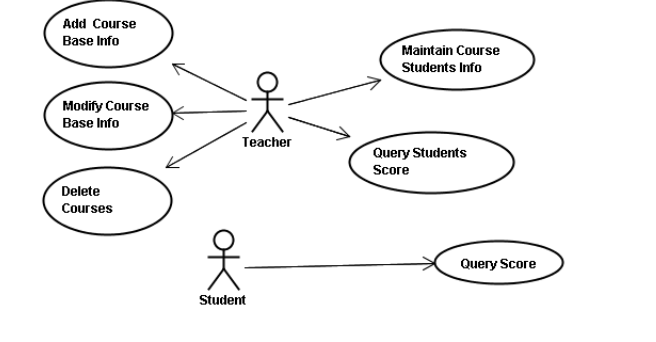 Add Course
Base Info
Maintain Course
Students Info
Modify Course
Base Info
Teacher
Query Students
Score
Delete
Courses
Query Score
Student